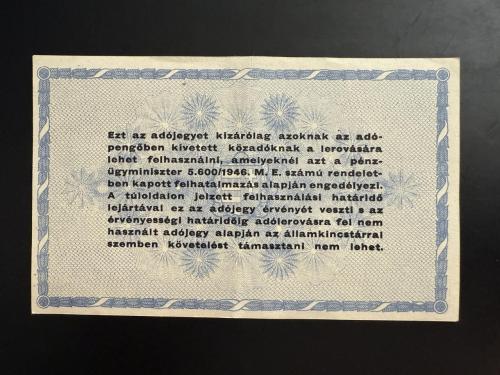 Ezt az adójegyet kizárólag azoknak az adó-
pengőben kivetett közadóknak a lerovására
lehet felhasználni, amelyeknél azt a pénz-
ügyminiszter 5.600/1946. M. E. számú rendelet-
ben kapott felhatalmazás alapján engedélyezi.
A túloldalon jelzett felhasználási határidő
lejártával ez az adójegy érvényét veszti s az
érvényességi határidőig adólerovásra fel nem
használt adójegy alapján az államkincstárral
szemben követelést támasztani nem lehet.